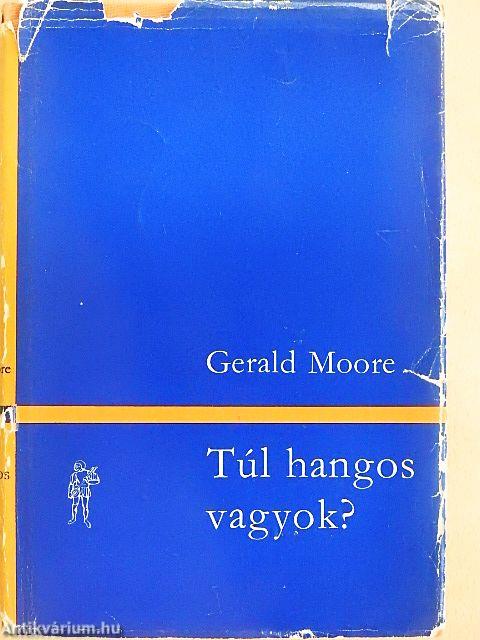 Gerald Moore
Túl hangos
vagyok?
Antikvárium.hu